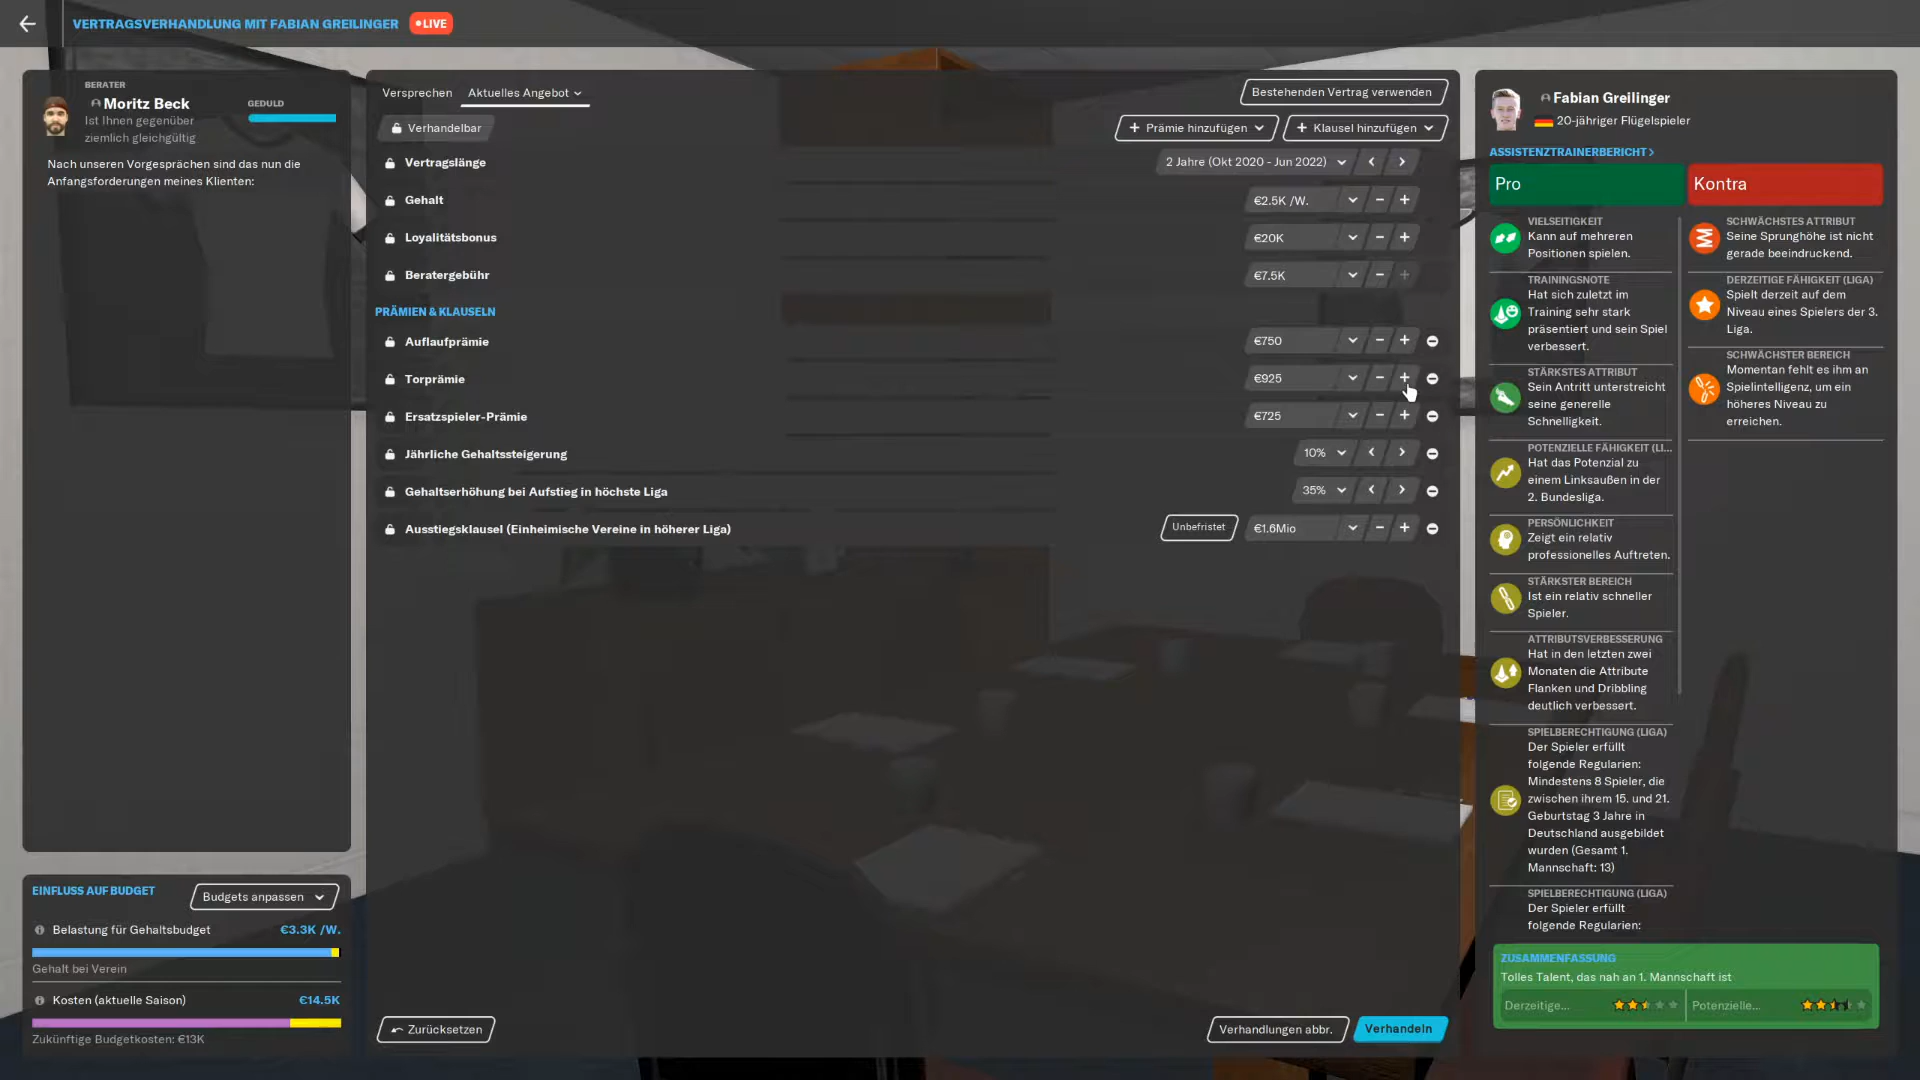 VERTRAGSVERHANDLUNG MIT FABIAN GREILINGER
LIVE
BERATER
Moritz Beck
Ist Ihnen gegenüber
ziemlich gleichgültig
GEDULD
Nach unseren Vorgesprächen sind das nun die
Anfangsforderungen meines Klienten:
Versprechen
Aktuelles Angebot
Bestehenden Vertrag verwenden
Verhandelbar
Prämie hinzufügen
Klausel hinzufügen
Vertragslänge
2 Jahre (Okt 2020 - Jun 2022)
Gehalt
€2.5K /W.
Loyalitätsbonus
€20K
Beratergebühr
€7.5K
PRÄMIEN & KLAUSELN
Auflaufprämie
€750
Torprämie
€925
Ersatzspieler-Prämie
€725
Jährliche Gehaltssteigerung
10%
Gehaltserhöhung bei Aufstieg in höchste Liga
35%
Ausstiegsklausel (Einheimische Vereine in höherer Liga)
Unbefristet
€1.6Mio
EINFLUSS AUF BUDGET
Budgets anpassen
Belastung für Gehaltsbudget
€3.3K /W.
Gehalt bei Verein
Kosten (aktuelle Saison)
€14.5K
Zukünftige Budgetkosten: €13K
Zurücksetzen
Verhandlungen abbr.
Verhandeln
Fabian Greilinger
20-jähriger Flügelspieler
ASSISTENZTRAINERBERICHT
Pro
VIELSEITIGKEIT
Kann auf mehreren
Positionen spielen.
TRAININGSNOTE
Hat sich zuletzt im
Training sehr stark
präsentiert und sein Spiel
verbessert.
STÄRKSTES ATTRIBUT
Sein Antritt unterstreicht
seine generelle
Schnelligkeit.
POTENZIELLE FÄHIGKEIT (LI...
Hat das Potenzial zu
einem Linksaußen in der
2. Bundesliga.
PERSÖNLICHKEIT
Zeigt ein relativ
professionelles Auftreten.
STÄRKSTER BEREICH
Ist ein relativ schneller
Spieler.
ATTRIBUTSVERBESSERUNG
Hat in den letzten zwei
Monaten die Attribute
Flanken und Dribbling
deutlich verbessert.
SPIELBERECHTIGUNG (LIGA)
Der Spieler erfüllt
folgende Regularien:
Mindestens 8 Spieler, die
zwischen ihrem 15. und 21.
Geburtstag 3 Jahre in
Deutschland ausgebildet
wurden (Gesamt 1.
Mannschaft: 13)
SPIELBERECHTIGUNG (LIGA)
Der Spieler erfüllt
folgende Regularien:
Kontra
SCHWÄCHSTES ATTRIBUT
Seine Sprunghöhe ist nicht
gerade beeindruckend.
DERZEITIGE FÄHIGKEIT (LIGA)
Spielt derzeit auf dem
Niveau eines Spielers der 3.
Liga.
SCHWÄCHSTER BEREICH
Momentan fehlt es ihm an
Spielintelligenz, um ein
höheres Niveau zu
erreichen.
ZUSAMMENFASSUNG
Tolles Talent, das nah an 1. Mannschaft ist
Derzeitige...
Potenzielle...